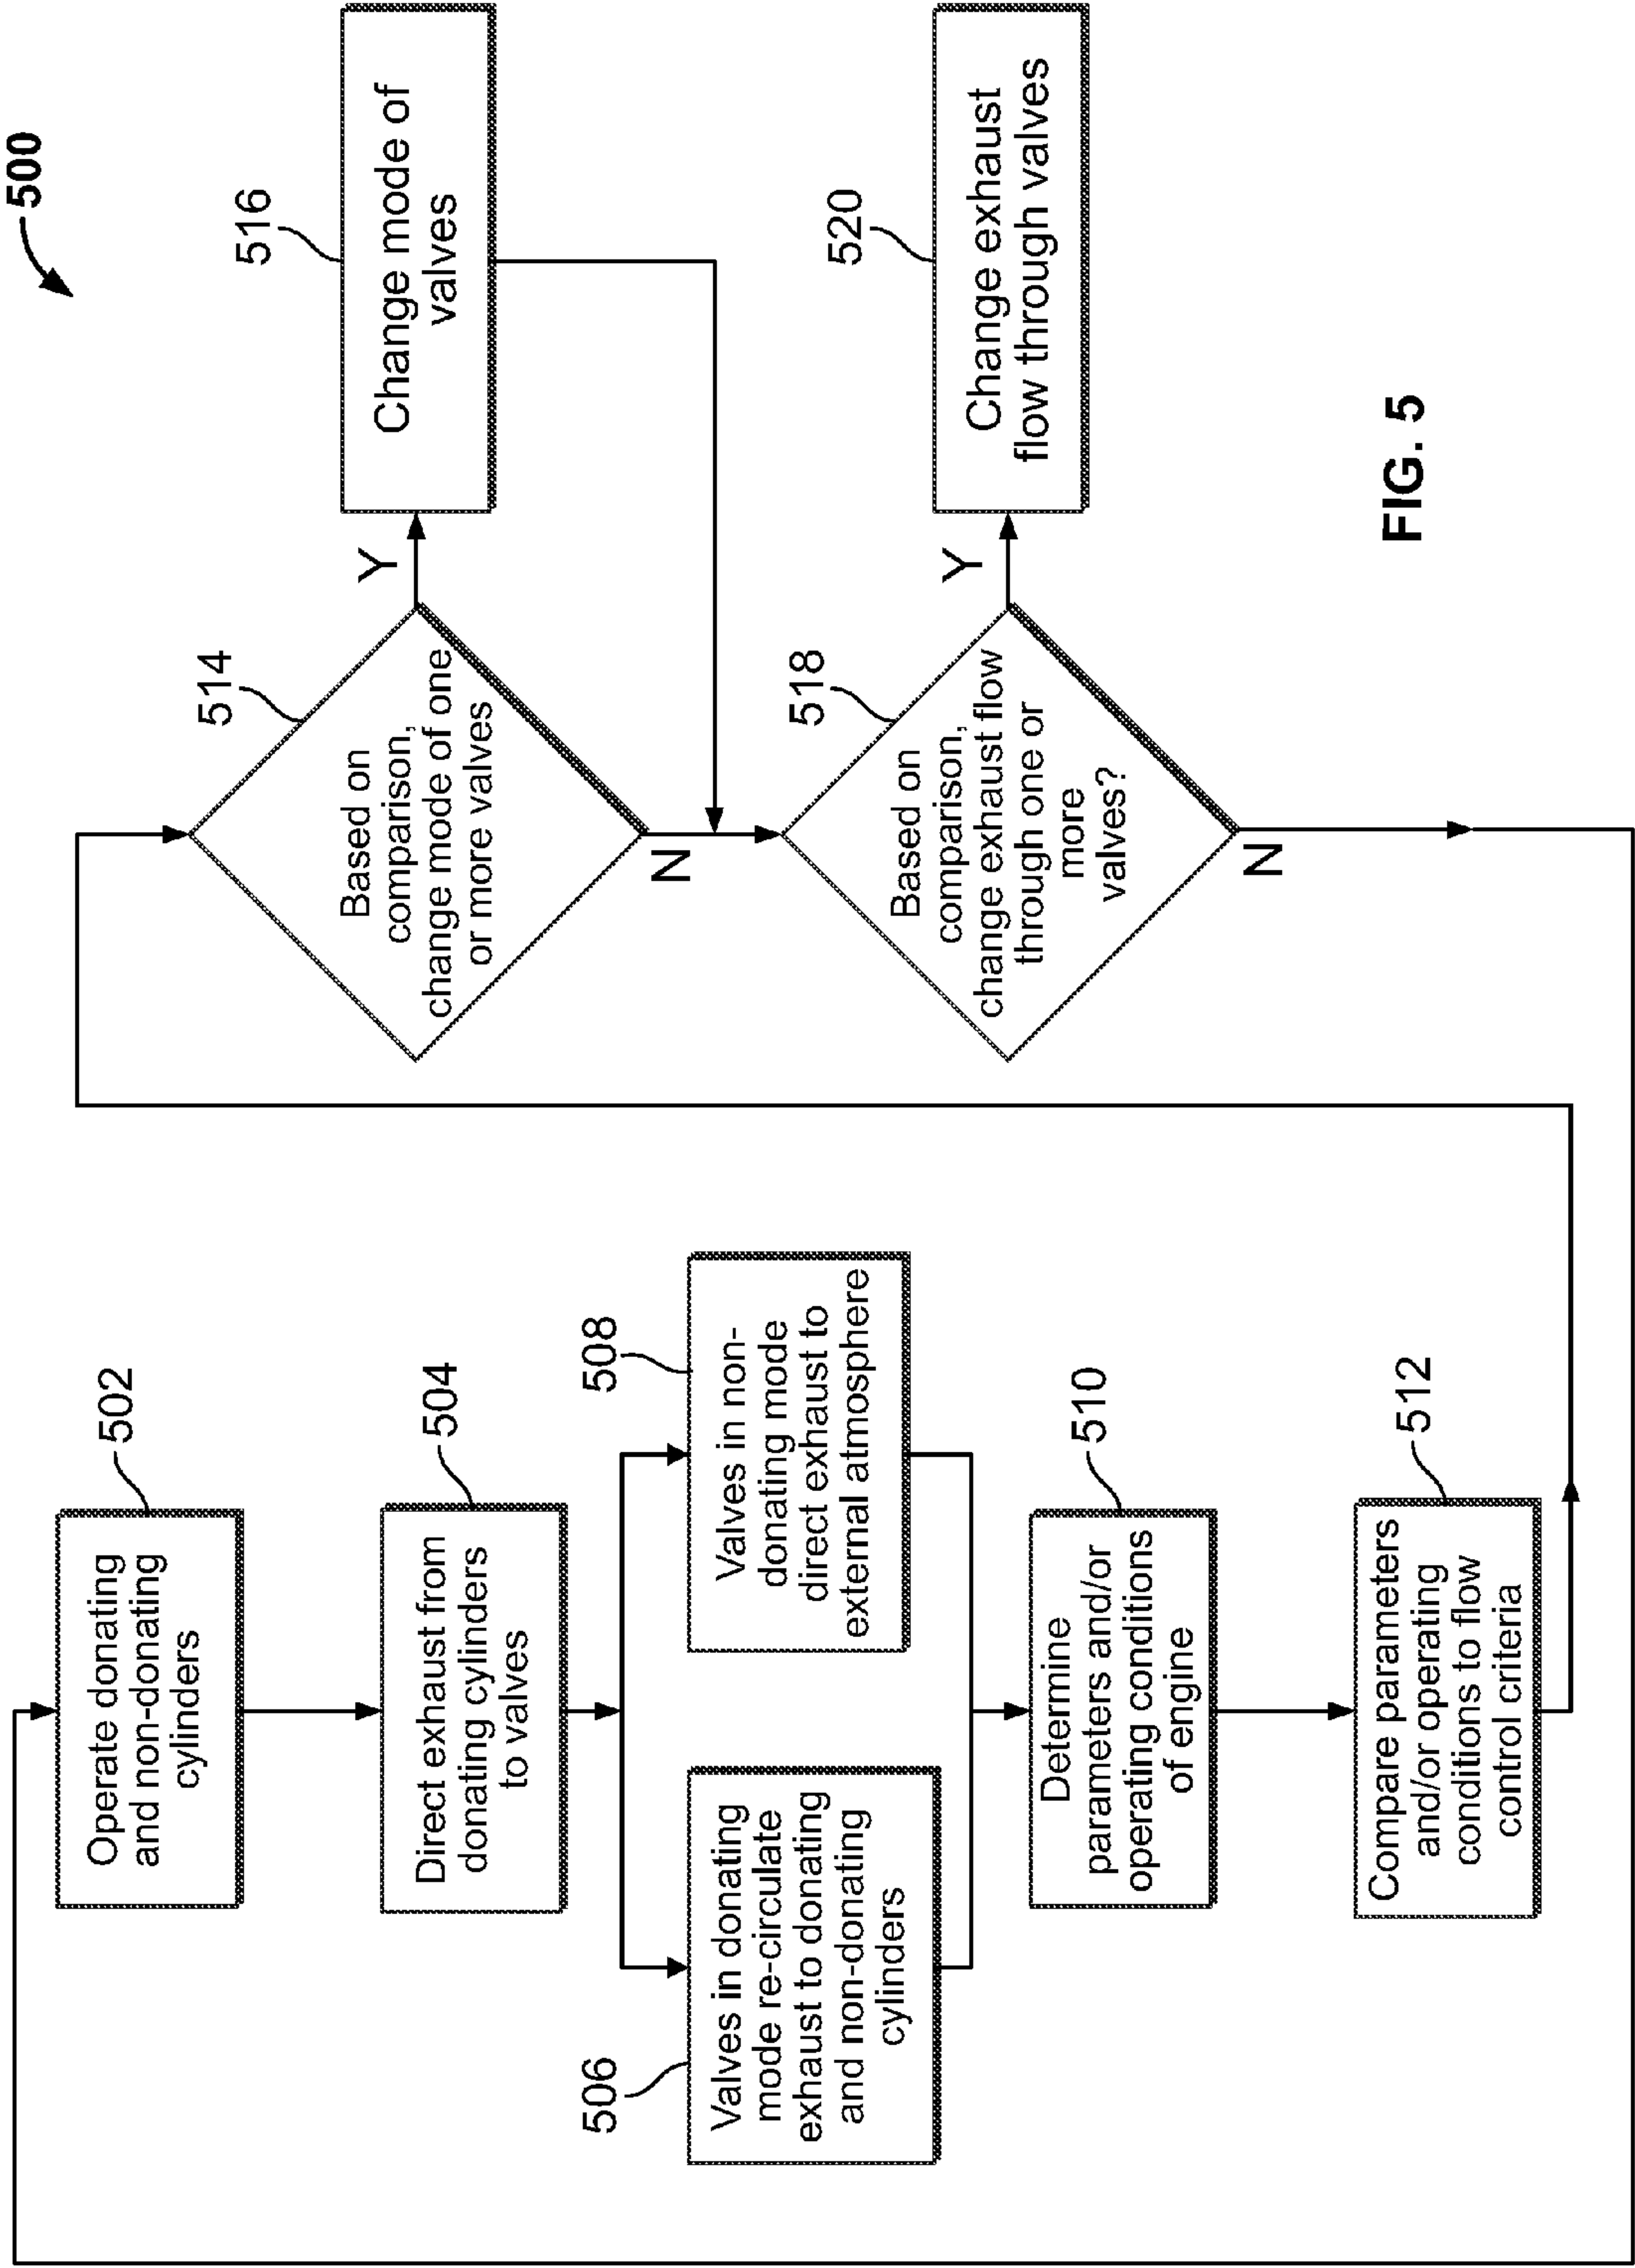 500
502
Operate donating
and non-donating
cylinders
504
Direct exhaust from
donating cylinders
to valves
506
Valves in donating
mode re-circulate
exhaust to donating
and non-donating
cylinders
508
Valves in non-
donating mode
direct exhaust to
external atmosphere
510
Determine
parameters and/or
operating conditions
of engine
512
Compare parameters
and/or operating
conditions to flow
control criteria
514
Based on
comparison,
change mode of one
or more valves
Y
N
516
Change mode of
valves
518
Based on
comparison,
change exhaust flow
through one or
more
valves?
Y
N
520
Change exhaust
flow through valves
FIG. 5